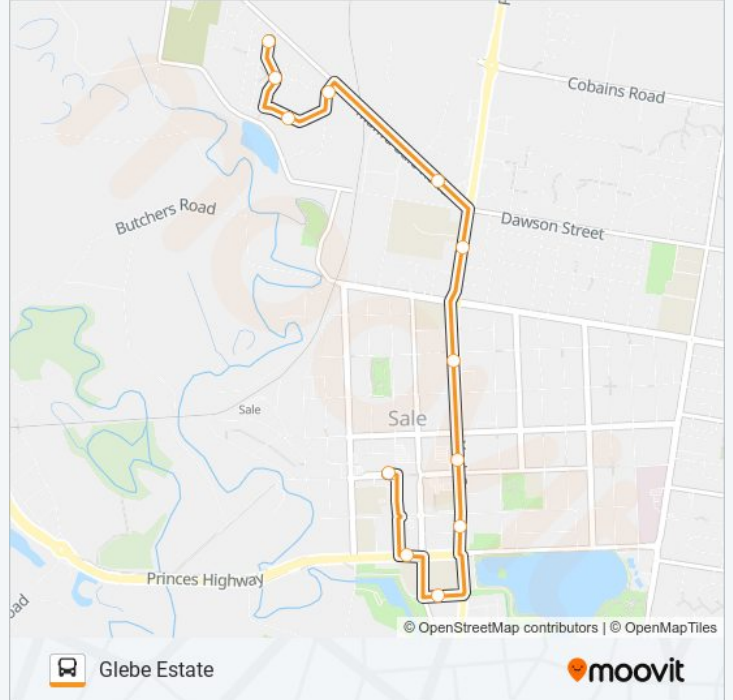 Cobains Road
Butchers Road
Dawson Street
Sale
Sale
Princes Highway
oad
© OpenStreetMap contributors | © OpenMapTiles
Glebe Estate
moovit